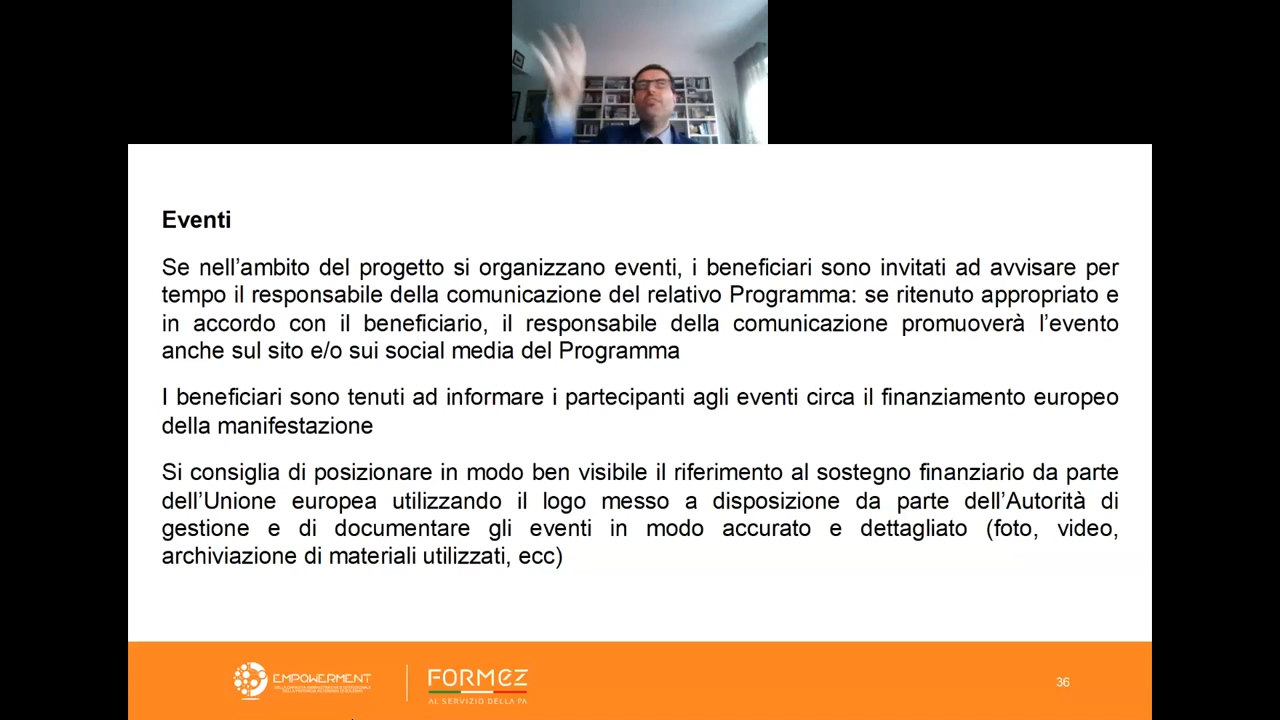 Eventi
Se nell’ambito del progetto si organizzano eventi, i beneficiari sono invitati ad avvisare per
tempo il responsabile della comunicazione del relativo Programma: se ritenuto appropriato e
in accordo con il beneficiario, il responsabile della comunicazione promuoverà l’evento
anche sul sito e/o sui social media del Programma
I beneficiari sono tenuti ad informare i partecipanti agli eventi circa il finanziamento europeo
della manifestazione
Si consiglia di posizionare in modo ben visibile il riferimento al sostegno finanziario da parte
dell’Unione europea utilizzando il logo messo a disposizione da parte dell’Autorità di
gestione e di documentare gli eventi in modo accurato e dettagliato (foto, video,
archiviazione di materiali utilizzati, ecc)
EMPOWERMENT
FORMEZ
AL SERVIZIO DELLA PA
36